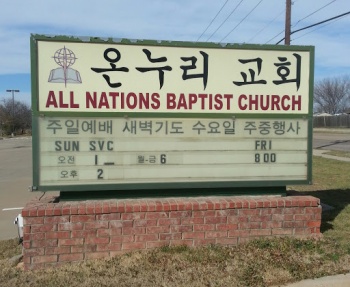 온누리 교회
ALL NATIONS BAPTIST CHURCH
주일예배 새벽기도 수요일 주중행사
SUN SVC FRI
오전 1 월-금 6 8 00
오후 2